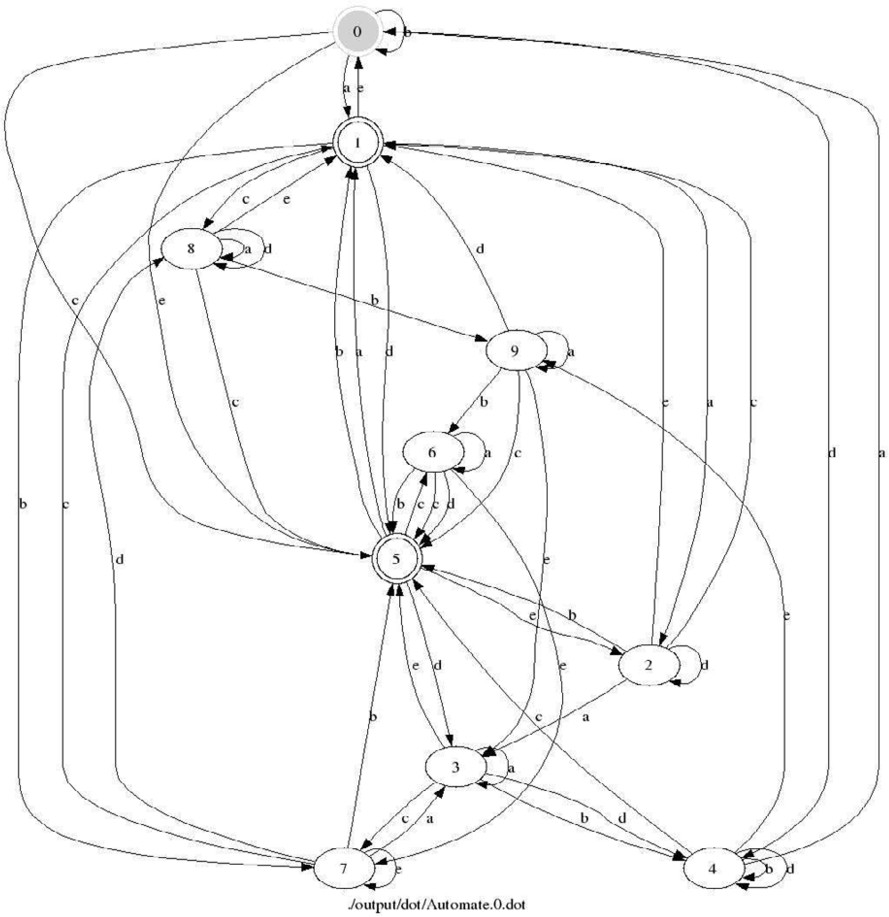 0 b
a e
1
c e
8 a d
d
b
c e
b a d
9 a
c b e a c
6 a c d a
b c b c c d
5 e
d
e b
e d e 2 d
b c a e
3 a
c a b d
7 e 4 b d
./output/dot/Automate.0.dot